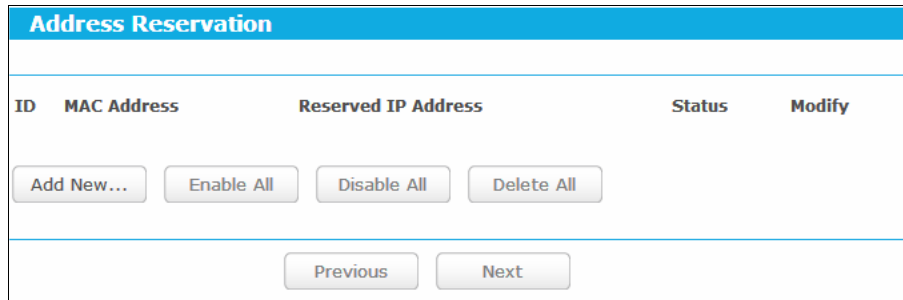 Address Reservation
ID MAC Address Reserved IP Address Status Modify
Add New... Enable All Disable All Delete All
Previous Next